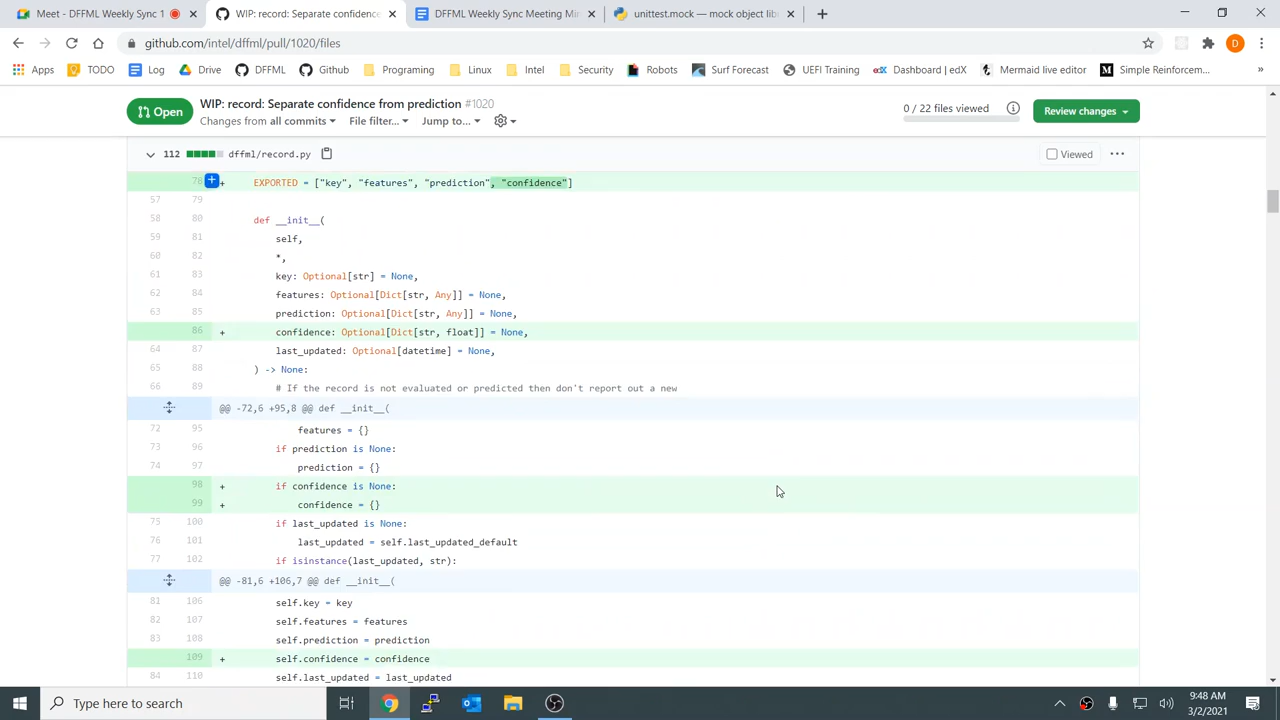 Meet - DFFML Weekly Sync 1
WIP: record: Separate confidence
DFFML Weekly Sync Meeting Min
unittest.mock — mock object lib
github.com/intel/dffml/pull/1020/files
D
Apps
TODO
Log
Drive
DFFML
Github
Programing
Linux
Intel
Security
Robots
Surf Forecast
UEFI Training
Dashboard | edX
Mermaid live editor
Simple Reinforcem...
»
Open
WIP: record: Separate confidence from prediction #1020
Changes from all commits
File filter...
Jump to...
0 / 22 files viewed
Review changes
112 dffml/record.py
Viewed
78 + EXPORTED = ["key", "features", "prediction", "confidence"]
57 79
58 80 def __init__(
59 81 self,
60 82 *,
61 83 key: Optional[str] = None,
62 84 features: Optional[Dict[str, Any]] = None,
63 85 prediction: Optional[Dict[str, Any]] = None,
86 + confidence: Optional[Dict[str, float]] = None,
64 87 last_updated: Optional[datetime] = None,
65 88 ) -> None:
66 89 # If the record is not evaluated or predicted then don't report out a new
@@ -72,6 +95,8 @@ def __init__(
72 95 features = {}
73 96 if prediction is None:
74 97 prediction = {}
98 + if confidence is None:
99 + confidence = {}
75 100 if last_updated is None:
76 101 last_updated = self.last_updated_default
77 102 if isinstance(last_updated, str):
@@ -81,6 +106,7 @@ def __init__(
81 106 self.key = key
82 107 self.features = features
83 108 self.prediction = prediction
109 + self.confidence = confidence
84 110 self.last_updated = last_updated
Type here to search
9:48 AM
3/2/2021